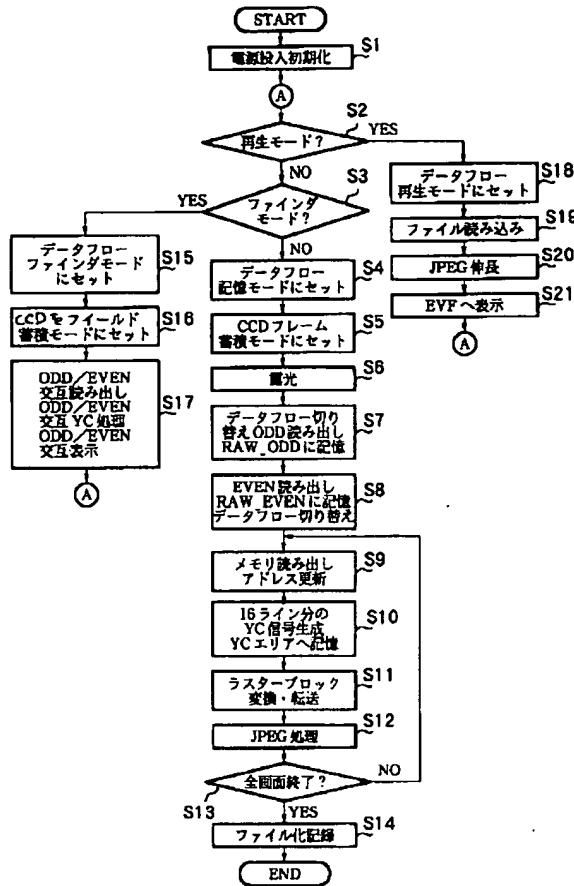 START
S1
電源投入初期化
A
S2
再生モード?
YES
NO
S3
ファインダ
モード?
YES
NO
S18
データフロー
再生モードにセット
S19
ファイル読み込み
S20
JPEG 伸長
S21
EVF へ表示
A
S15
データフロー
ファインダモード
にセット
S16
CCDをフィールド
蓄積モードにセット
S17
ODD/EVEN
交互読み出し
ODD/EVEN
交互YC処理
ODD/EVEN
交互表示
A
S4
データフロー
記憶モードにセット
S5
CCDフレーム
蓄積モードにセット
S6
露光
S7
データフロー切り
替えODD読み出し
RAW_ODDに記憶
S8
EVEN読み出し
RAW_EVENに記憶
データフロー切り替え
S9
メモリ読み出し
アドレス更新
S10
16ライン分の
YC信号生成
YCエリアへ記憶
S11
ラスターブロック
変換・転送
S12
JPEG処理
全画面終了?
NO
S13
YES
S14
ファイル化記録
END